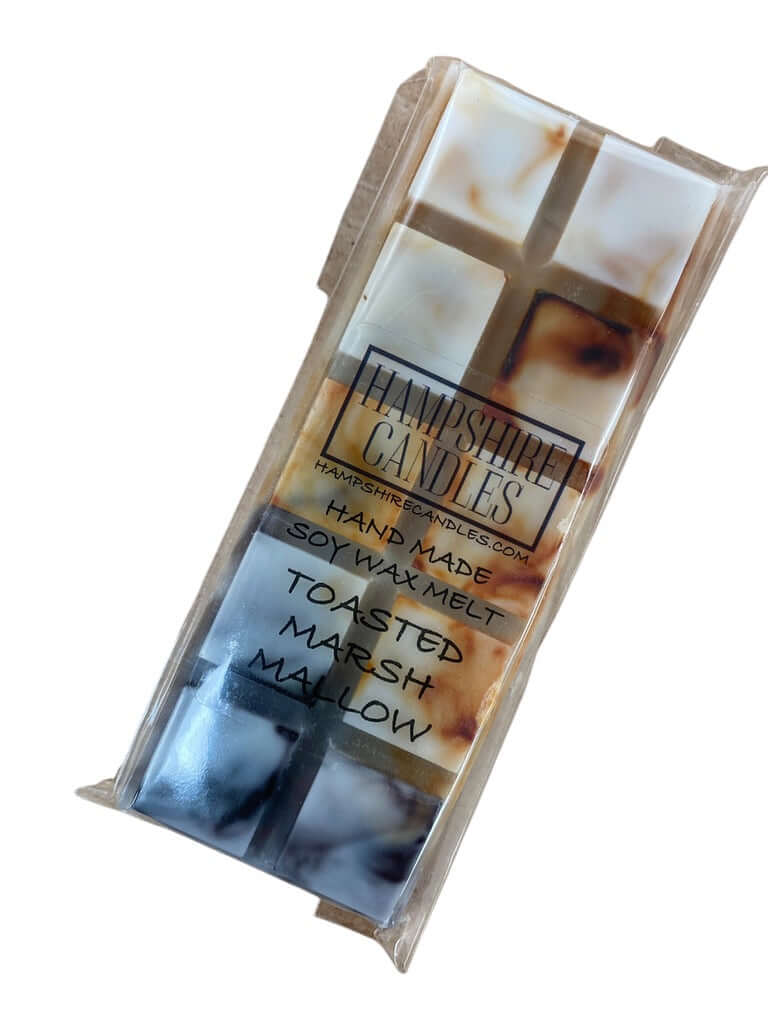 HAMPSHIRE
CANDLES
HAMPSHIRECANDLES.COM
HAND MADE
SOY WAX MELT
TOASTED
MARSH
MALLOW